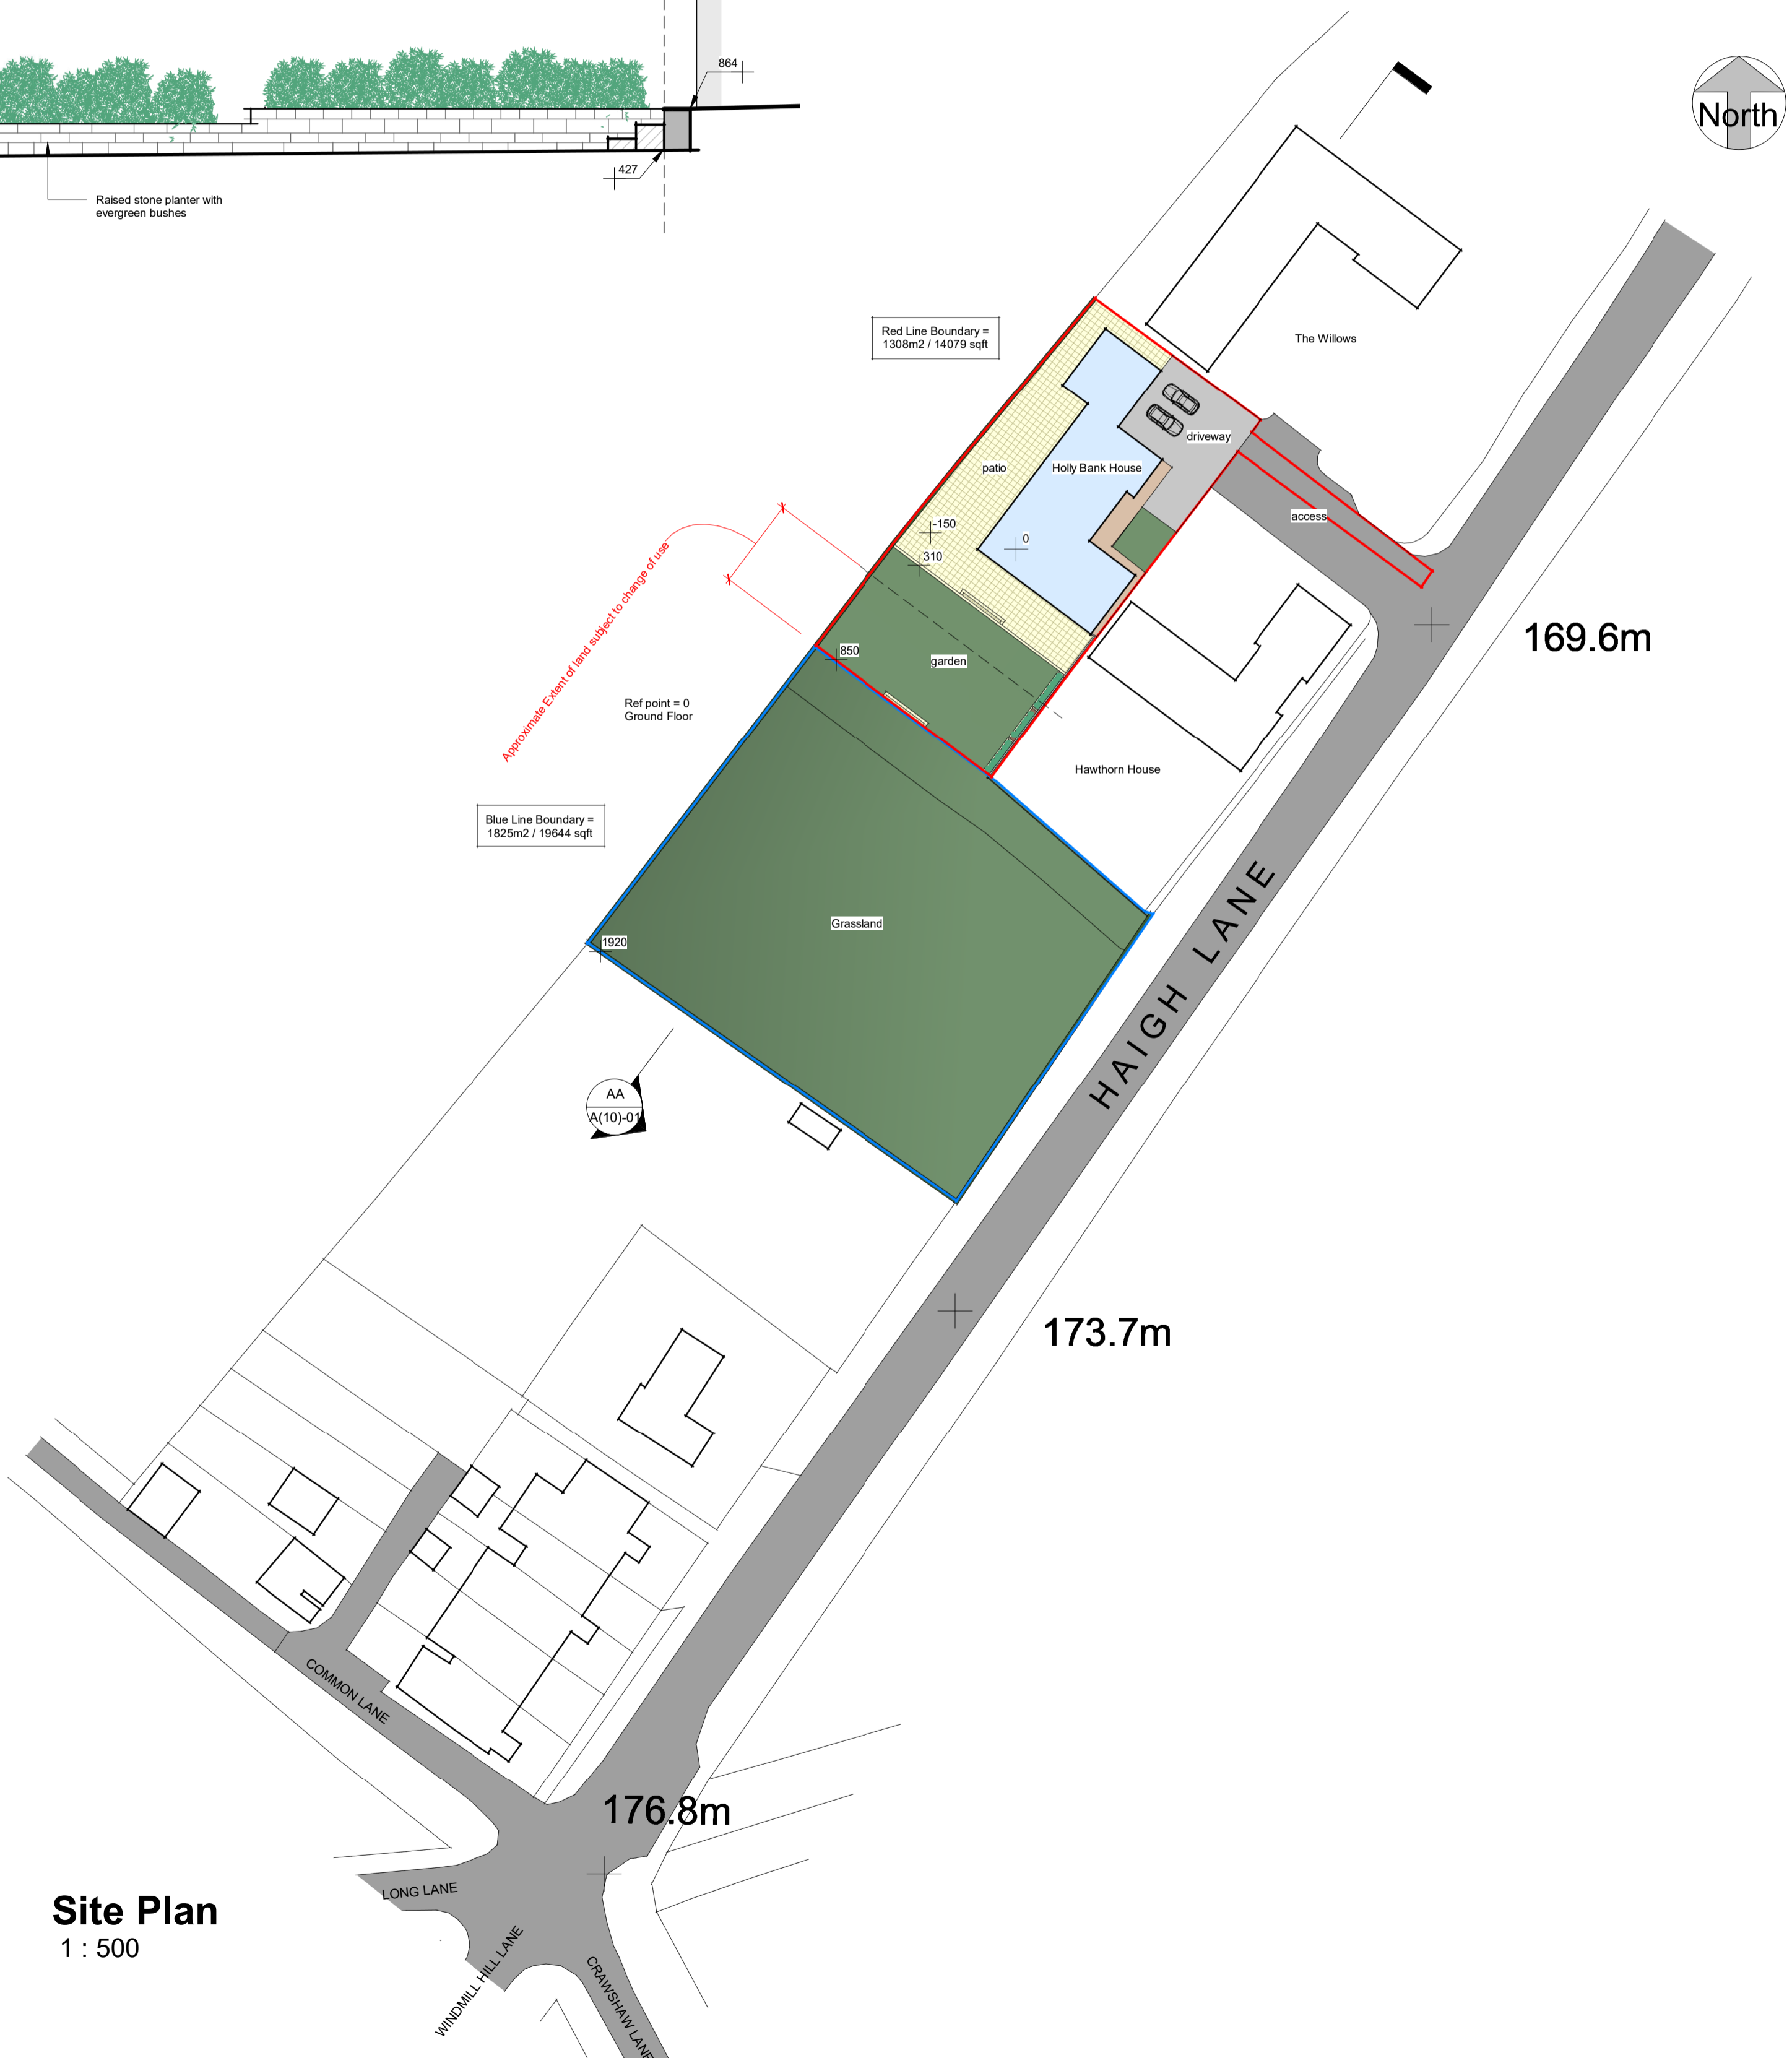 864
427
Raised stone planter with
evergreen bushes
North
Red Line Boundary =
1308m2 / 14079 sqft
The Willows
driveway
patio
Holly Bank House
access
-150
0
310
Approximate Extent of land subject to change of use
169.6m
850
garden
Ref point = 0
Ground Floor
Hawthorn House
Blue Line Boundary =
1825m2 / 19644 sqft
HAIGH LANE
Grassland
1920
AA
A(10)-01
173.7m
COMMON LANE
176.8m
LONG LANE
WINDMILL HILL LANE
CRAWSHAW LANE
Site Plan
1 : 500